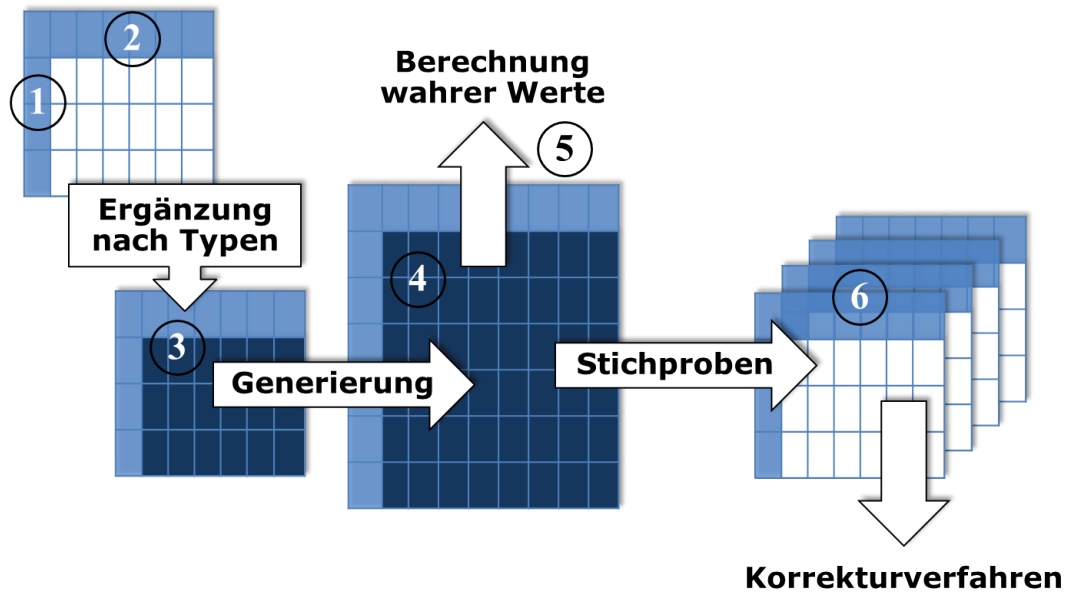 2
1
Berechnung
wahrer Werte
5
Ergänzung
nach Typen
4
3
6
Generierung
Stichproben
Korrekturverfahren